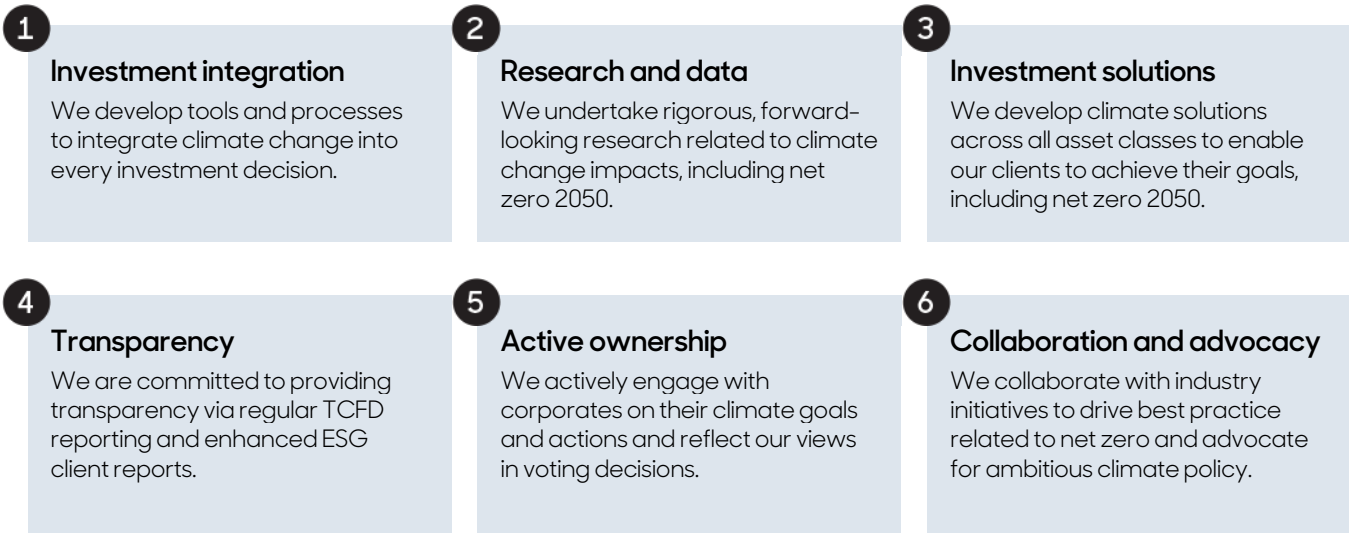 1
Investment integration
We develop tools and processes
to integrate climate change into
every investment decision.
2
Research and data
We undertake rigorous, forward-
looking research related to climate
change impacts, including net
zero 2050.
3
Investment solutions
We develop climate solutions
across all asset classes to enable
our clients to achieve their goals,
including net zero 2050.
4
Transparency
We are committed to providing
transparency via regular TCFD
reporting and enhanced ESG
client reports.
5
Active ownership
We actively engage with
corporates on their climate goals
and actions and reflect our views
in voting decisions.
6
Collaboration and advocacy
We collaborate with industry
initiatives to drive best practice
related to net zero and advocate
for ambitious climate policy.